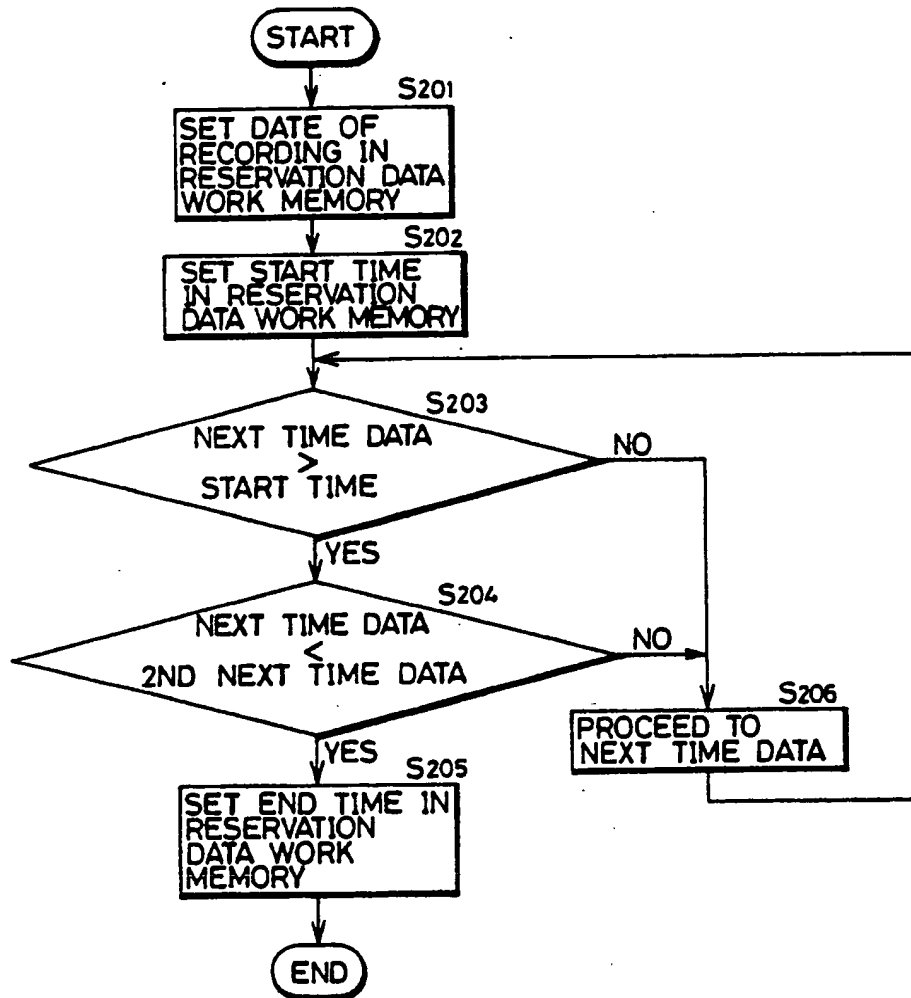 START
S201
SET DATE OF
RECORDING IN
RESERVATION DATA
WORK MEMORY
S202
SET START TIME
IN RESERVATION
DATA WORK MEMORY
S203
NEXT TIME DATA
>
START TIME
NO
YES
S204
NEXT TIME DATA
<
2ND NEXT TIME DATA
NO
YES
S206
PROCEED TO
NEXT TIME DATA
S205
SET END TIME IN
RESERVATION
DATA WORK
MEMORY
END